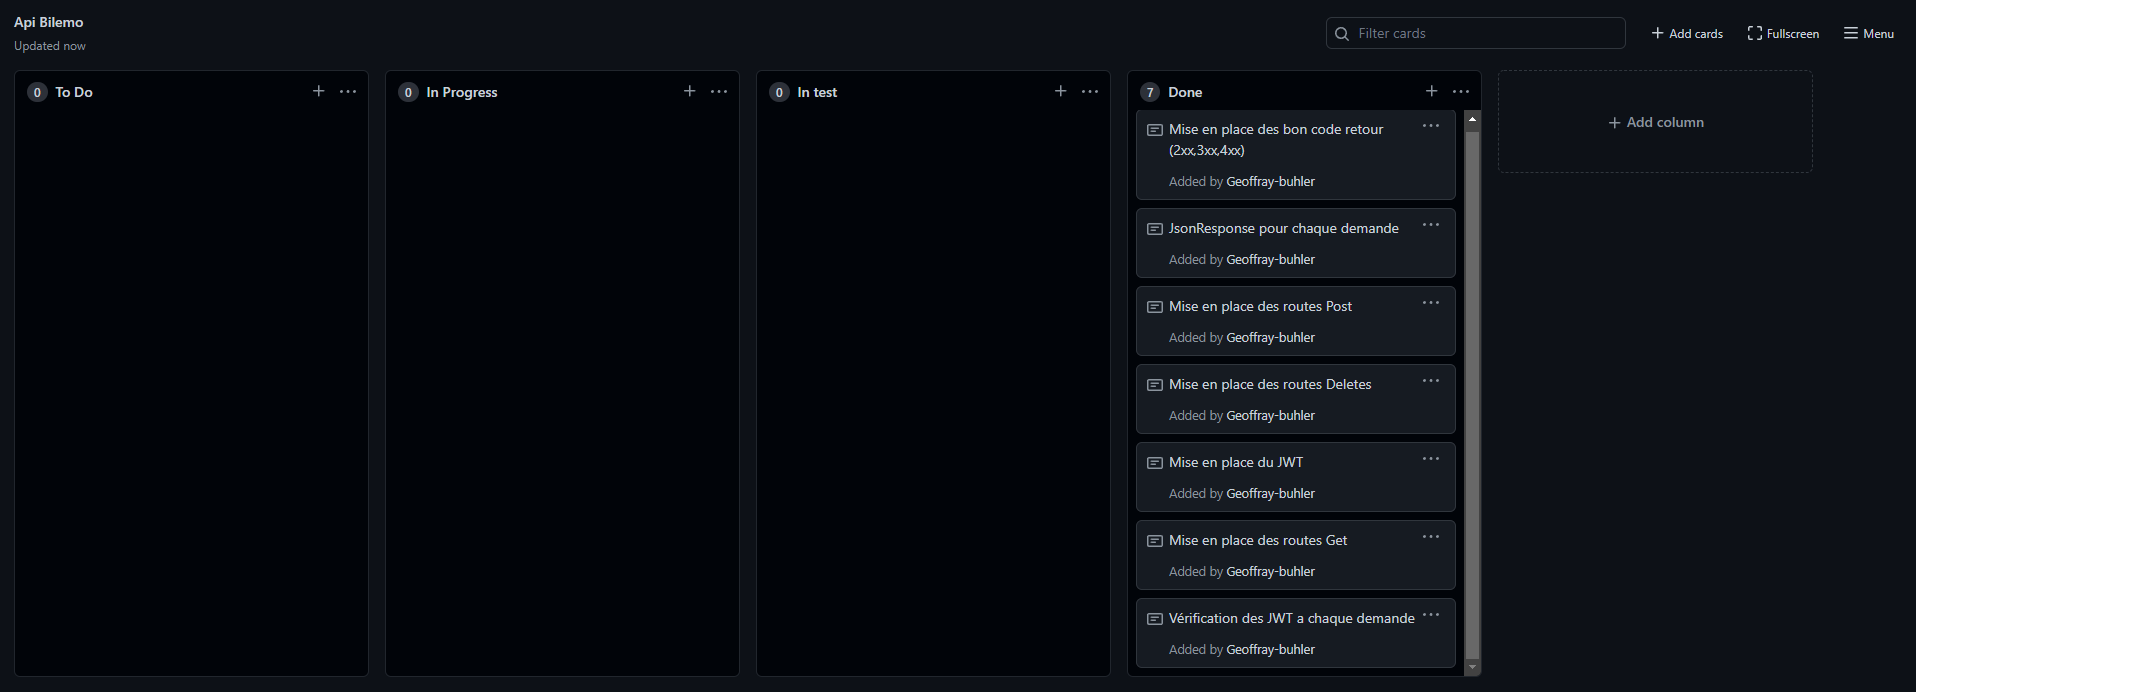 Api Bilemo
Updated now
Filter cards
Add cards
Fullscreen
Menu
0 To Do
0 In Progress
0 In test
7 Done
Mise en place des bon code retour
(2xx,3xx,4xx)
Added by Geoffray-buhler
JsonResponse pour chaque demande
Added by Geoffray-buhler
Mise en place des routes Post
Added by Geoffray-buhler
Mise en place des routes Deletes
Added by Geoffray-buhler
Mise en place du JWT
Added by Geoffray-buhler
Mise en place des routes Get
Added by Geoffray-buhler
Vérification des JWT a chaque demande
Added by Geoffray-buhler
Add column